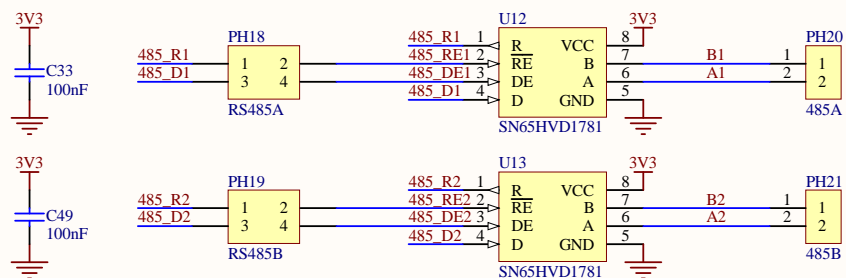 3V3
C33
100nF
485_R1
485_D1
PH18
1 2
3 4
RS485A
U12
485_R1 1 R VCC 8 3V3
485_RE1 2 RE B 7 B1 1
485_DE1 3 DE A 6 A1 2
485_D1 4 D GND 5
SN65HVD1781
PH20
1
2
485A
3V3
C49
100nF
485_R2
485_D2
PH19
1 2
3 4
RS485B
U13
485_R2 1 R VCC 8 3V3
485_RE2 2 RE B 7 B2 1
485_DE2 3 DE A 6 A2 2
485_D2 4 D GND 5
SN65HVD1781
PH21
1
2
485B